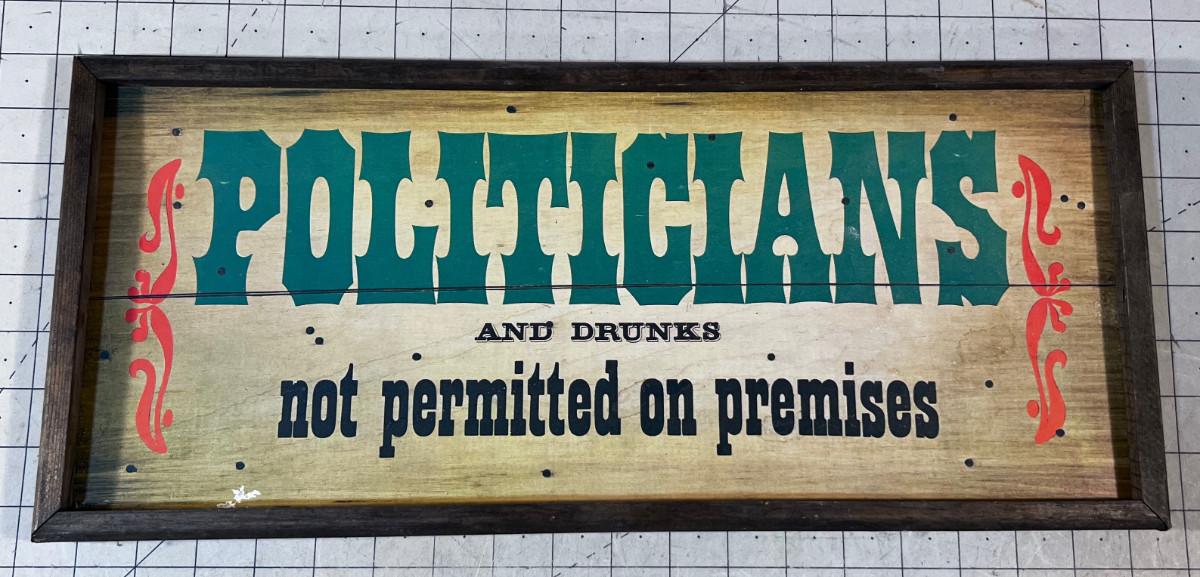 POLITICIANS
AND DRUNKS
not permitted on premises